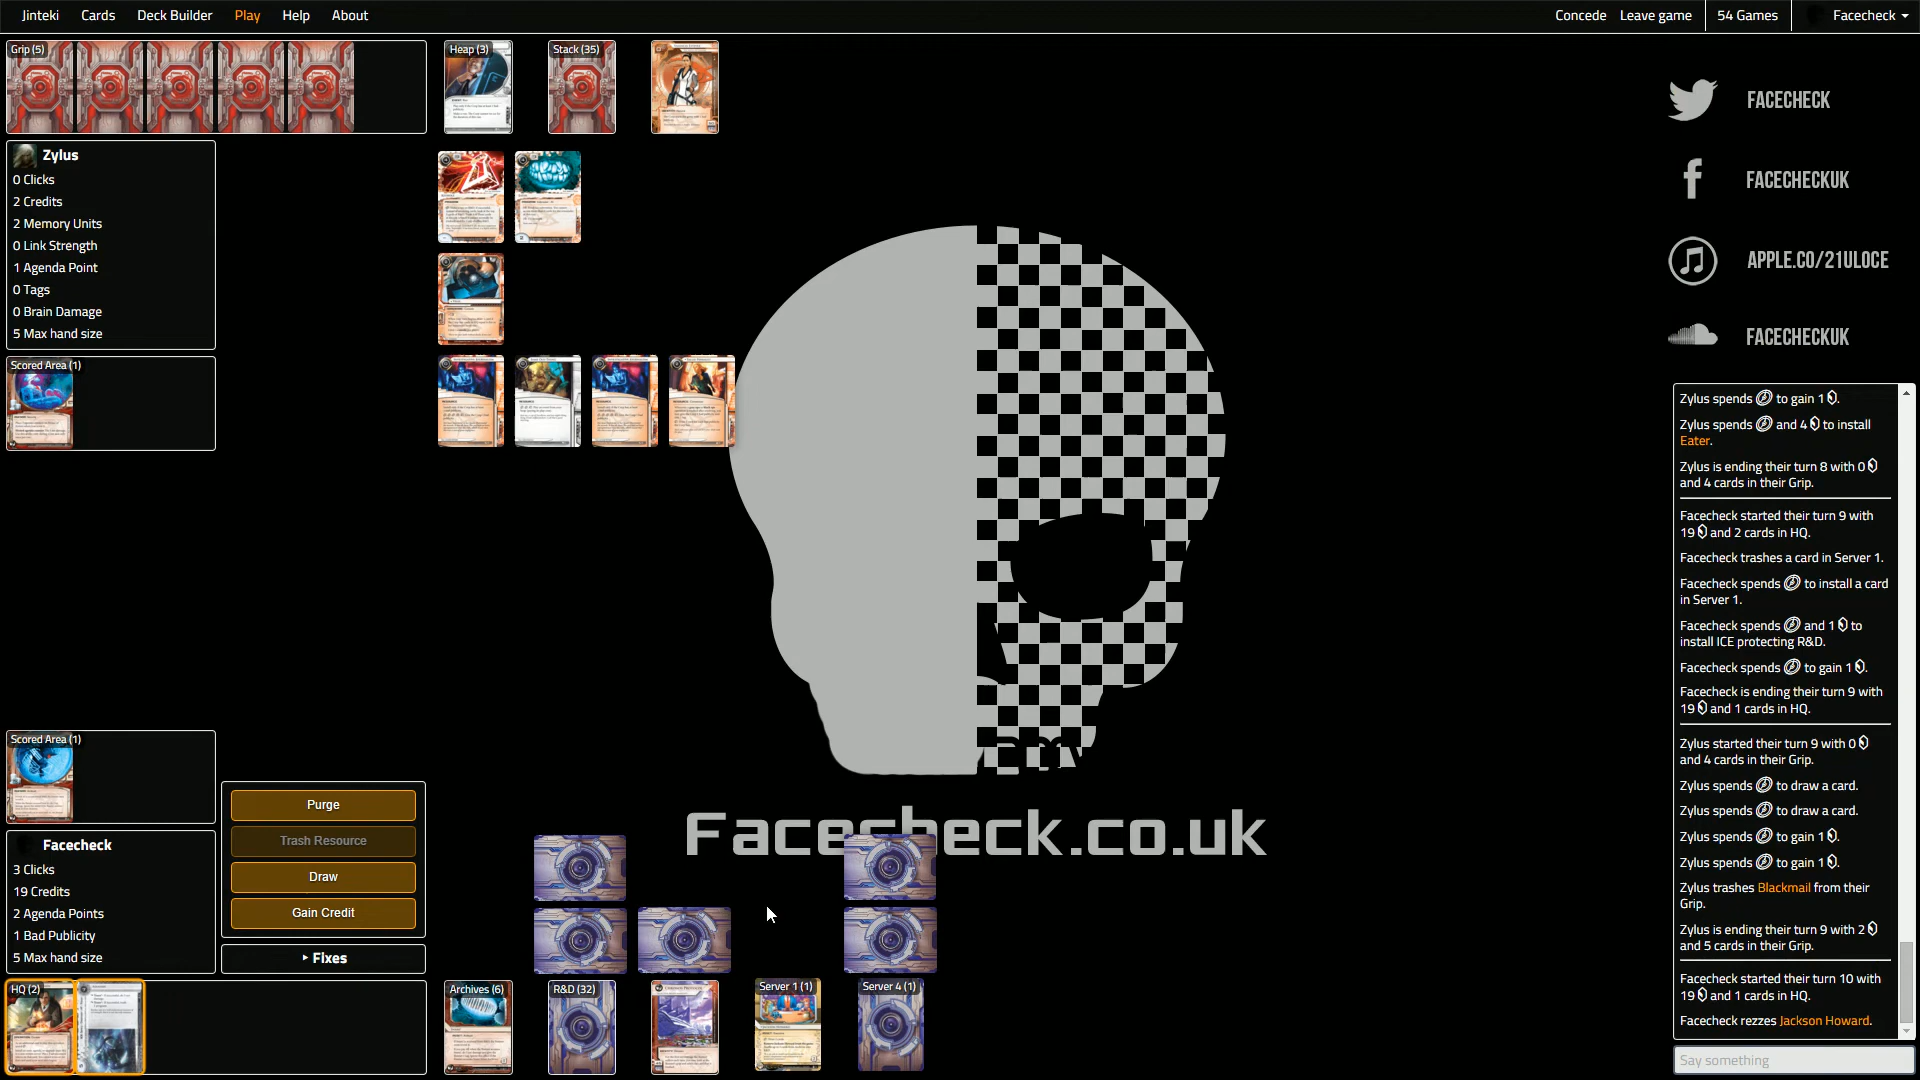 Jinteki Cards Deck Builder Play Help About
Concede Leave game 54 Games Facecheck
Grip (5)
Heap (3)
Stack (35)
Zylus
0 Clicks
2 Credits
2 Memory Units
0 Link Strength
1 Agenda Point
0 Tags
0 Brain Damage
5 Max hand size
Scored Area (1)
FACECHECK
FACECHECKUK
APPLE.CO/21ULOCE
FACECHECKUK
Facecheck.co.uk
Scored Area (1)
Facecheck
3 Clicks
19 Credits
2 Agenda Points
1 Bad Publicity
5 Max hand size
Purge
Trash Resource
Draw
Gain Credit
Fixes
HQ (2)
Archives (6)
R&D (32)
Server 1 (1)
Server 4 (1)
Zylus spends to gain 1 .
Zylus spends and 4 to install
Eater.
Zylus is ending their turn 8 with 0
and 4 cards in their Grip.
Facecheck started their turn 9 with
19 and 2 cards in HQ.
Facecheck trashes a card in Server 1.
Facecheck spends to install a card
in Server 1.
Facecheck spends and 1 to
install ICE protecting R&D.
Facecheck spends to gain 1 .
Facecheck is ending their turn 9 with
19 and 1 cards in HQ.
Zylus started their turn 9 with 0
and 4 cards in their Grip.
Zylus spends to draw a card.
Zylus spends to draw a card.
Zylus spends to gain 1 .
Zylus spends to gain 1 .
Zylus trashes Blackmail from their
Grip.
Zylus is ending their turn 9 with 2
and 5 cards in their Grip.
Facecheck started their turn 10 with
19 and 1 cards in HQ.
Facecheck rezzes Jackson Howard.
Say something